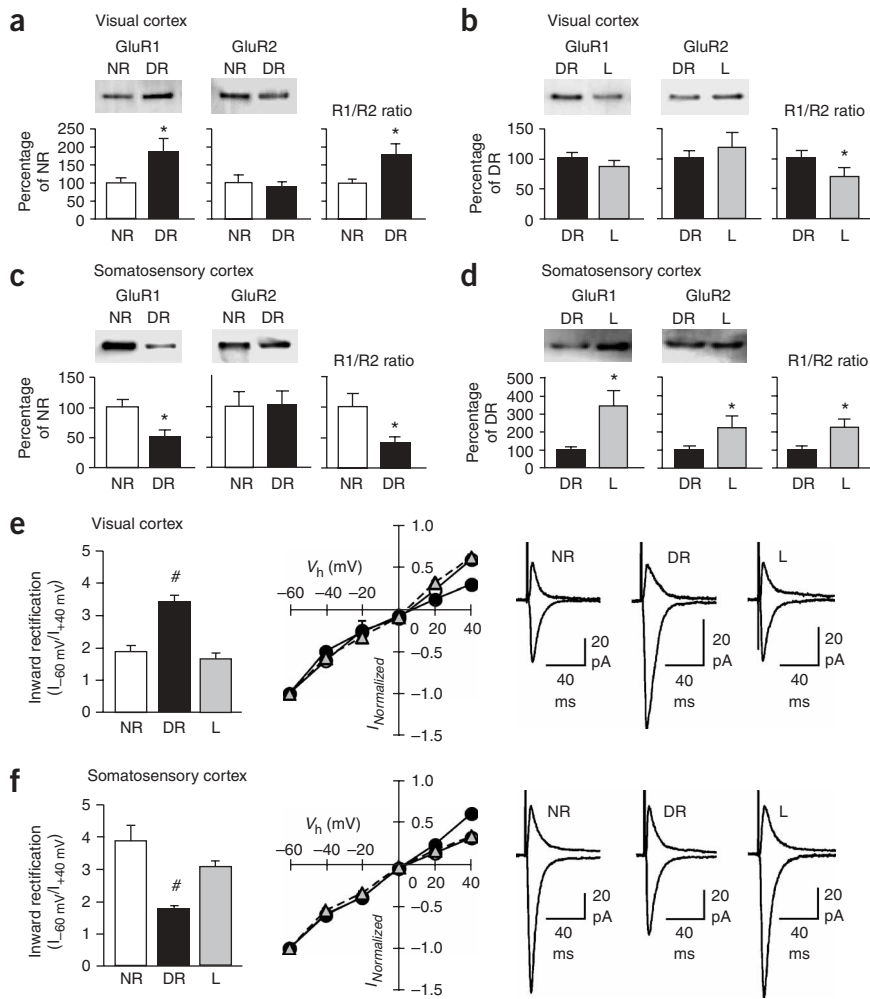 a
Visual cortex
GluR1 GluR2
NR DR NR DR
R1/R2 ratio
Percentage of NR
250
200
150
100
50
0
* *
NR DR NR DR NR DR
b
Visual cortex
GluR1 GluR2
DR L DR L
R1/R2 ratio
Percentage of DR
150
100
50
0
*
DR L DR L DR L
c
Somatosensory cortex
GluR1 GluR2
NR DR NR DR
R1/R2 ratio
Percentage of NR
150
100
50
0
* *
NR DR NR DR NR DR
d
Somatosensory cortex
GluR1 GluR2
DR L DR L
R1/R2 ratio
Percentage of DR
500
400
300
200
100
0
* * *
DR L DR L DR L
e
Visual cortex
Inward rectification
(I–60 mV/I+40 mV)
5
4
3
2
1
0
#
NR DR L
Vh (mV)
–60 –40 –20
0 20 40
1.0
0.5
–0.5
–1.0
–1.5
INormalized
NR DR L
20 pA
40 ms
20 pA
40 ms
20 pA
40 ms
f
Somatosensory cortex
Inward rectification
(I–60 mV/I+40 mV)
5
4
3
2
1
0
#
NR DR L
Vh (mV)
–60 –40 –20
0 20 40
1.0
0.5
–0.5
–1.0
–1.5
INormalized
NR DR L
20 pA
40 ms
20 pA
40 ms
20 pA
40 ms